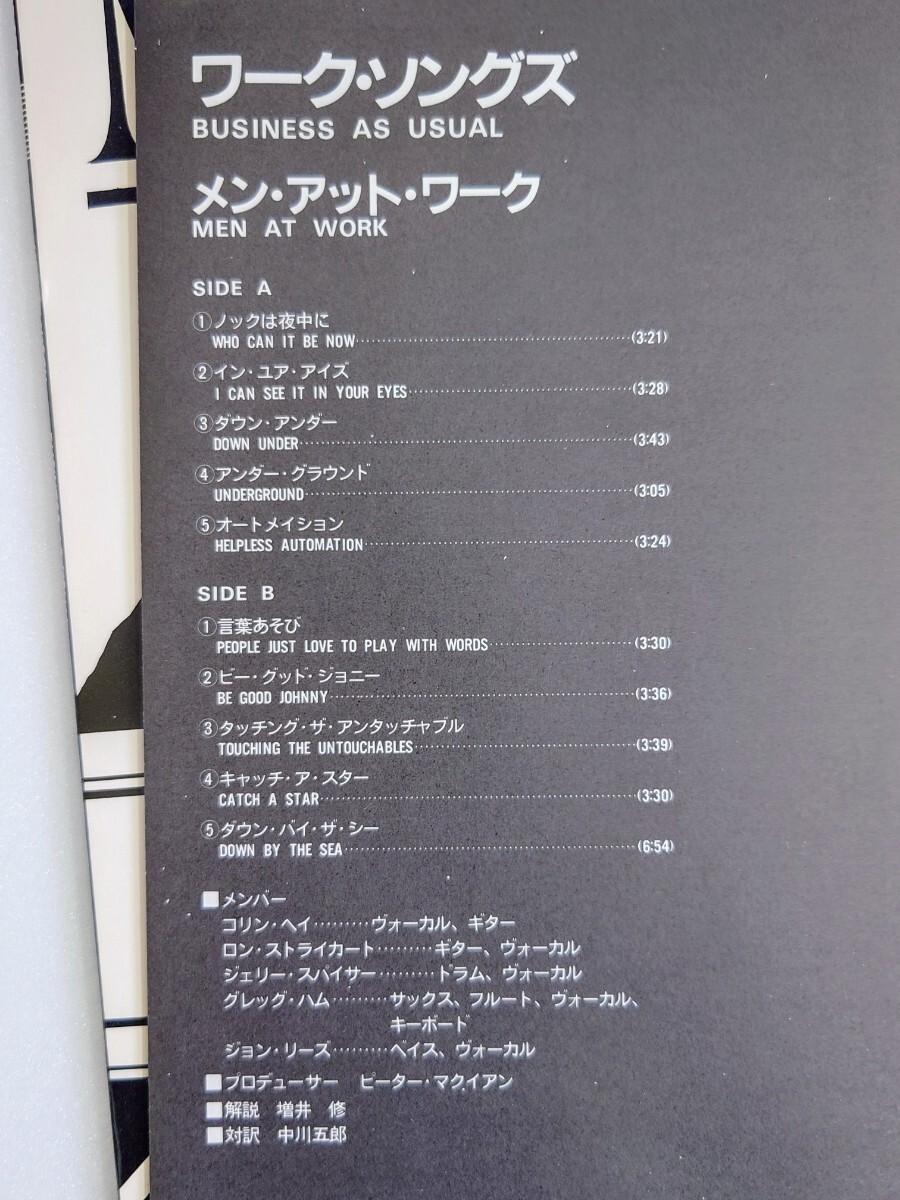 ワーク・ソングズ
BUSINESS AS USUAL
メン・アット・ワーク
MEN AT WORK
SIDE A
①ノックは夜中に
WHO CAN IT BE NOW…………(3:21)
②イン・ユア・アイズ
I CAN SEE IT IN YOUR EYES…………(3:28)
③ダウン・アンダー
DOWN UNDER…………(3:43)
④アンダー・グラウンド
UNDERGROUND…………(3:05)
⑤オートメイション
HELPLESS AUTOMATION…………(3:24)
SIDE B
①言葉あそび
PEOPLE JUST LOVE TO PLAY WITH WORDS…………(3:30)
②ビー・グッド・ジョニー
BE GOOD JOHNNY…………(3:36)
③タッチング・ザ・アンタッチャブル
TOUCHING THE UNTOUCHABLES…………(3:39)
④キャッチ・ア・スター
CATCH A STAR…………(3:30)
⑤ダウン・バイ・ザ・シー
DOWN BY THE SEA…………(6:54)
■メンバー
コリン・ヘイ………ヴォーカル、ギター
ロン・ストライカート………ギター、ヴォーカル
ジェリー・スパイサー………ドラム、ヴォーカル
グレッグ・ハム………サックス、フルート、ヴォーカル、
キーボード
ジョン・リーズ………ベイス、ヴォーカル
■プロデューサー ピーター・マクイアン
■解説 増井 修
■対訳 中川五郎